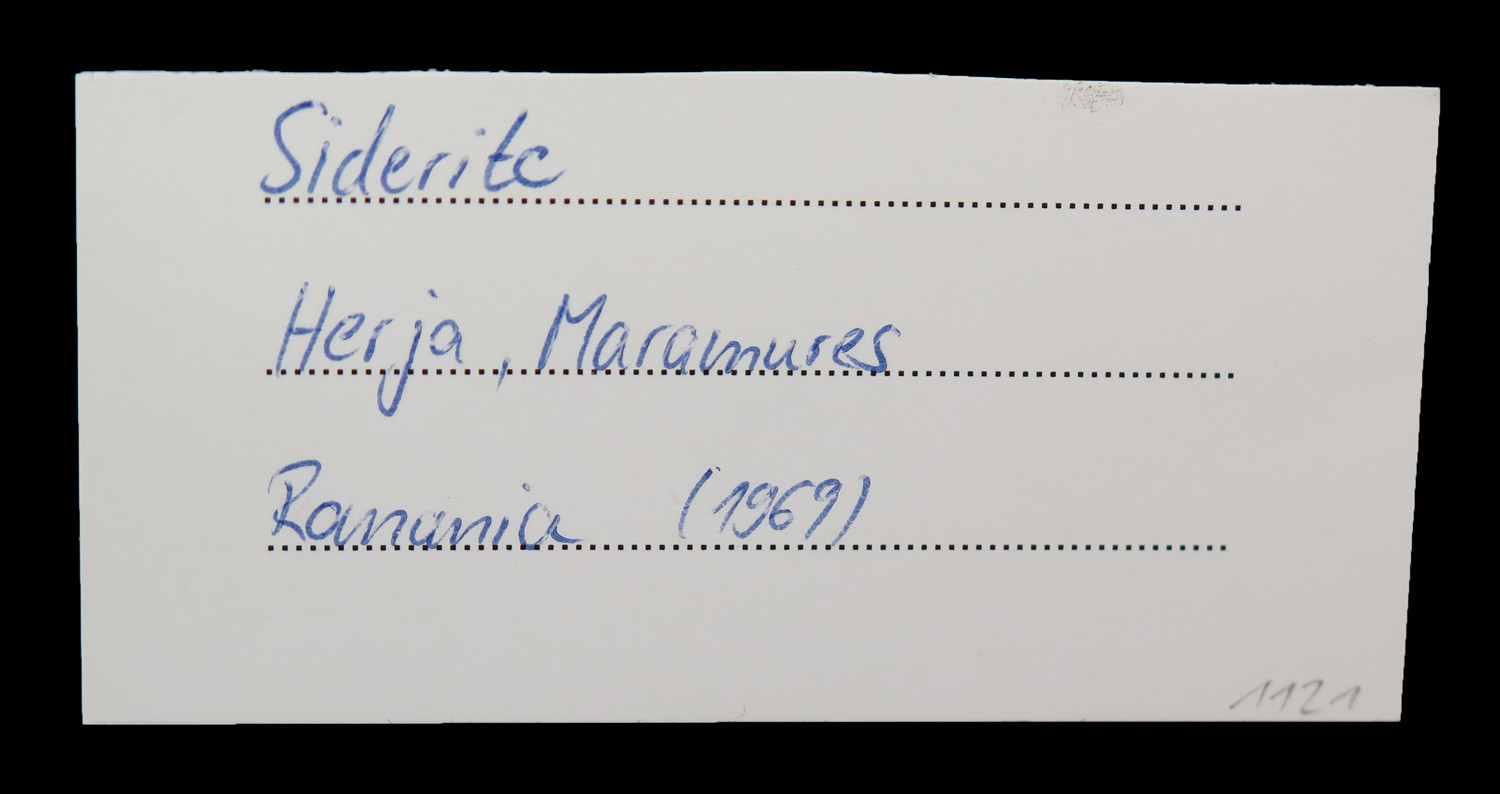 Siderite
Herja, Maramures
Romania (1969)
1121